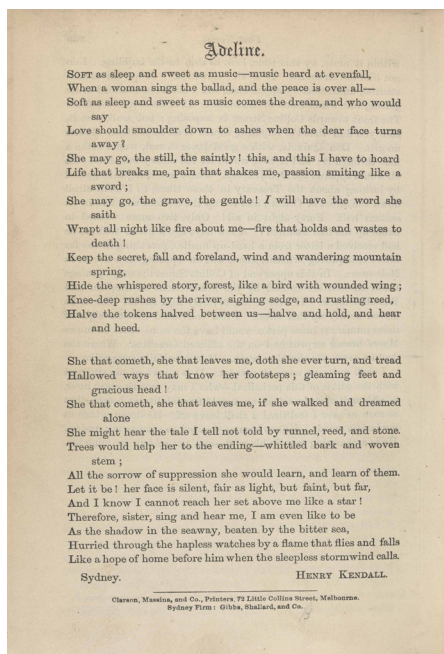 Adeline.
SOFT as sleep and sweet as music—music heard at evenfall,
When a woman sings the ballad, and the peace is over all—
Soft as sleep and sweet as music comes the dream, and who would
say
Love should smoulder down to ashes when the dear face turns
away?
She may go, the still, the saintly! this, and this I have to hoard
Life that breaks me, pain that shakes me, passion smiting like a
sword;
She may go, the grave, the gentle! I will have the word she
saith
Wrapt all night like fire about me—fire that holds and wastes to
death!
Keep the secret, fall and foreland, wind and wandering mountain
spring,
Hide the whispered story, forest, like a bird with wounded wing;
Knee-deep rushes by the river, sighing sedge, and rustling reed,
Halve the tokens halved between us—halve and hold, and hear
and heed.
She that cometh, she that leaves me, doth she ever turn, and tread
Hallowed ways that know her footsteps; gleaming feet and
gracious head!
She that cometh, she that leaves me, if she walked and dreamed
alone
She might hear the tale I tell not told by runnel, reed, and stone.
Trees would help her to the ending—whittled bark and woven
stem;
All the sorrow of suppression she would learn, and learn of them.
Let it be! her face is silent, fair as light, but faint, but far,
And I know I cannot reach her set above me like a star!
Therefore, sister, sing and hear me, I am even like to be
As the shadow in the seaway, beaten by the bitter sea,
Hurried through the hapless watches by a flame that flies and falls
Like a hope of home before him when the sleepless stormwind calls.
Sydney. HENRY KENDALL.
Clarson, Massina, and Co., Printers, 72 Little Collins Street, Melbourne.
Sydney Firm: Gibbs, Shallard, and Co.